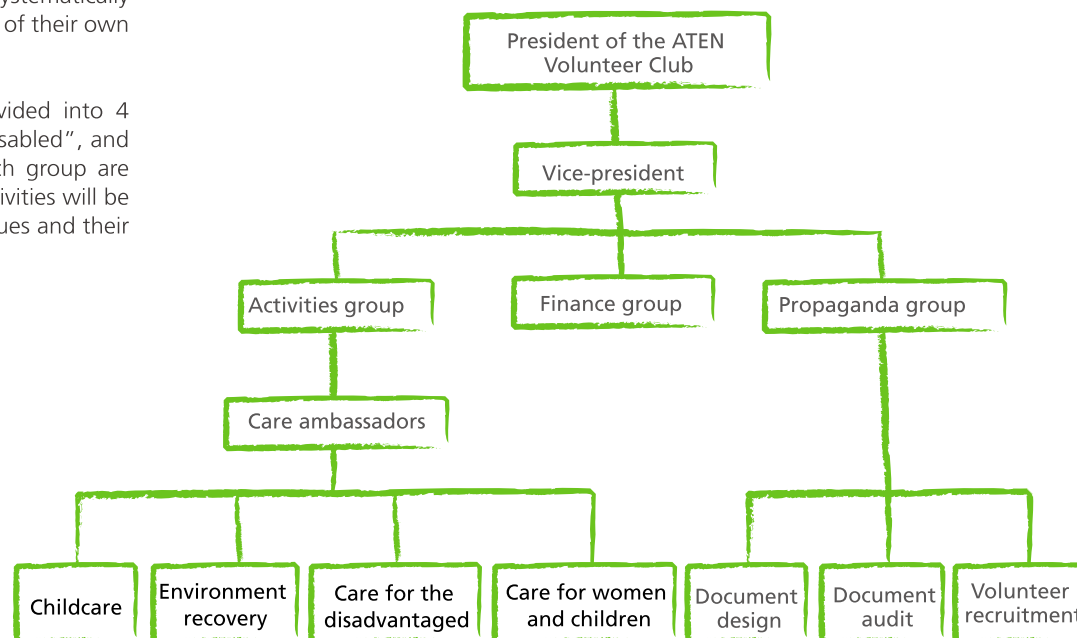 of their own
vided into 4
sabled”, and
group are
ivities will be
ues and their
President of the ATEN
Volunteer Club
Vice-president
Activities group
Finance group
Propaganda group
Care ambassadors
Childcare
Environment
recovery
Care for the
disadvantaged
Care for women
and children
Document
design
Document
audit
Volunteer
recruitment